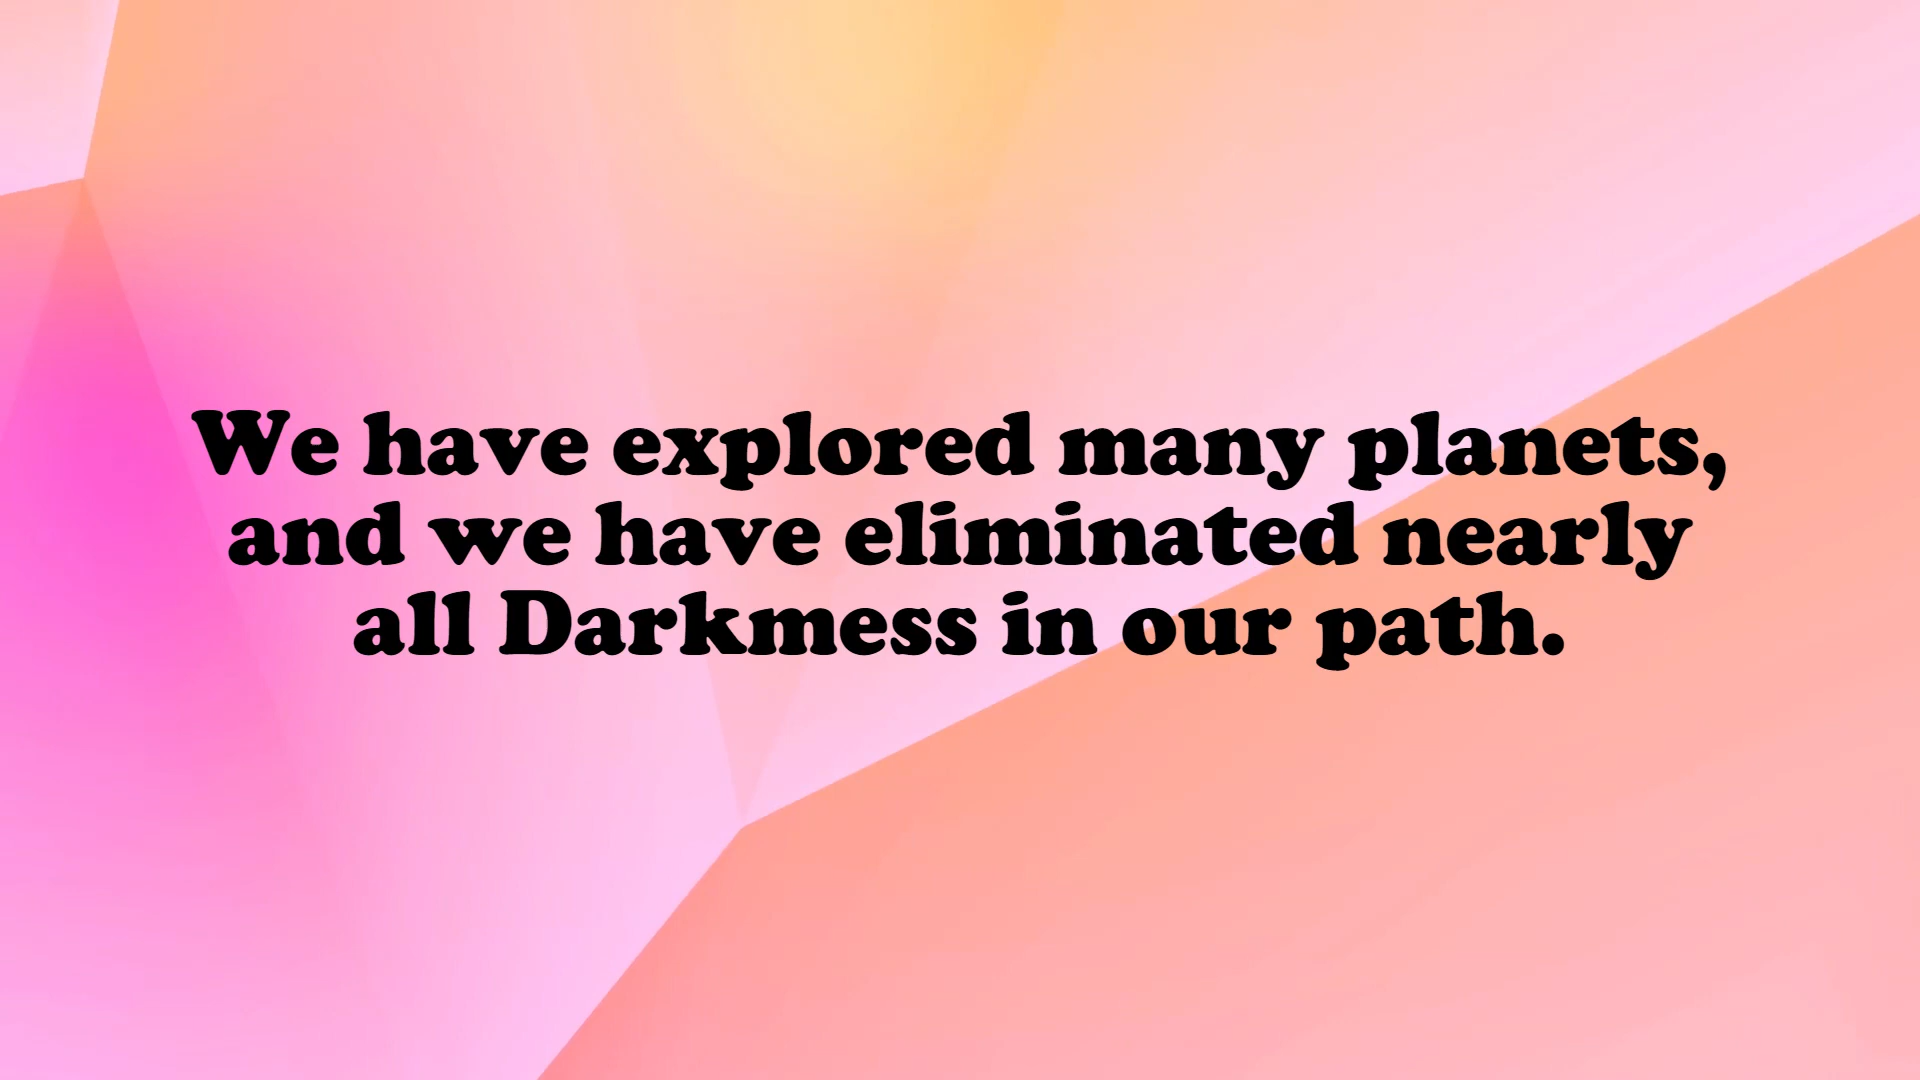 We have explored many planets,
and we have eliminated nearly
all Darkmess in our path.